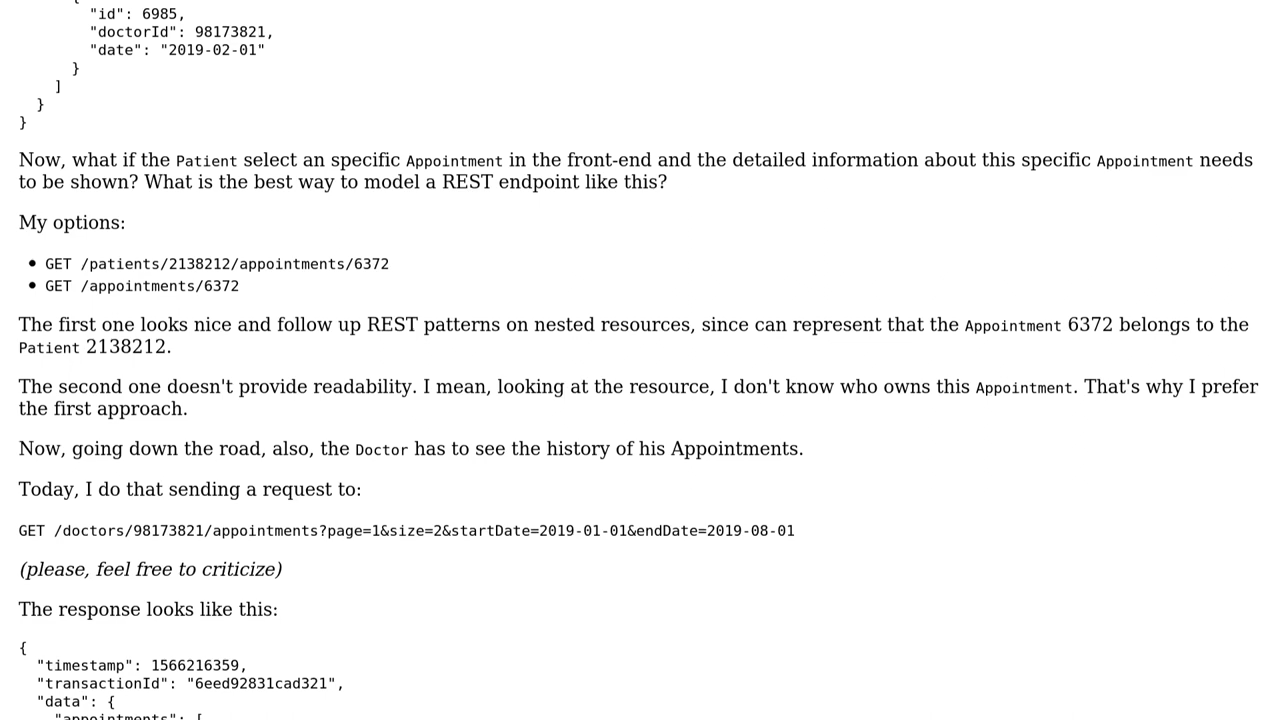 {
"id": 6985,
"doctorId": 98173821,
"date": "2019-02-01"
}
]
}
}
Now, what if the Patient select an specific Appointment in the front-end and the detailed information about this specific Appointment needs
to be shown? What is the best way to model a REST endpoint like this?
My options:
• GET /patients/2138212/appointments/6372
• GET /appointments/6372
The first one looks nice and follow up REST patterns on nested resources, since can represent that the Appointment 6372 belongs to the
Patient 2138212.
The second one doesn't provide readability. I mean, looking at the resource, I don't know who owns this Appointment. That's why I prefer
the first approach.
Now, going down the road, also, the Doctor has to see the history of his Appointments.
Today, I do that sending a request to:
GET /doctors/98173821/appointments?page=1&size=2&startDate=2019-01-01&endDate=2019-08-01
(please, feel free to criticize)
The response looks like this:
{
"timestamp": 1566216359,
"transactionId": "6eed92831cad321",
"data": {
"appointments": [